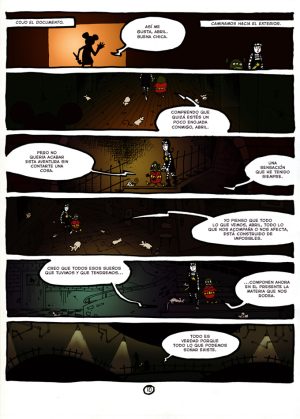 COJO EL DOCUMENTO.
ASÍ ME
GUSTA, ABRIL.
BUENA CHICA.
CAMINAMOS HACIA EL EXTERIOR.
COMPRENDO QUE
QUIZÁ ESTÉS UN
POCO ENOJADA
CONMIGO, ABRIL.
PERO NO
QUERÍA ACABAR
ESTA AVENTURA SIN
CONTARTE UNA
COSA.
UNA
SENSACIÓN
QUE HE TENIDO
SIEMPRE.
YO PIENSO QUE TODO
LO QUE VEMOS, ABRIL, TODO LO
QUE NOS ACOMPAÑA O NOS AFECTA,
ESTÁ CONSTRUIDO DE
IMPOSIBLES.
CREO QUE TODOS ESOS SUEÑOS
QUE TUVIMOS Y QUE TENDREMOS...
...COMPONEN AHORA
EN EL PRESENTE LA
MATERIA QUE NOS
RODEA.
TODO ES
VERDAD PORQUE
TODO LO QUE PODEMOS
SOÑAR EXISTE.